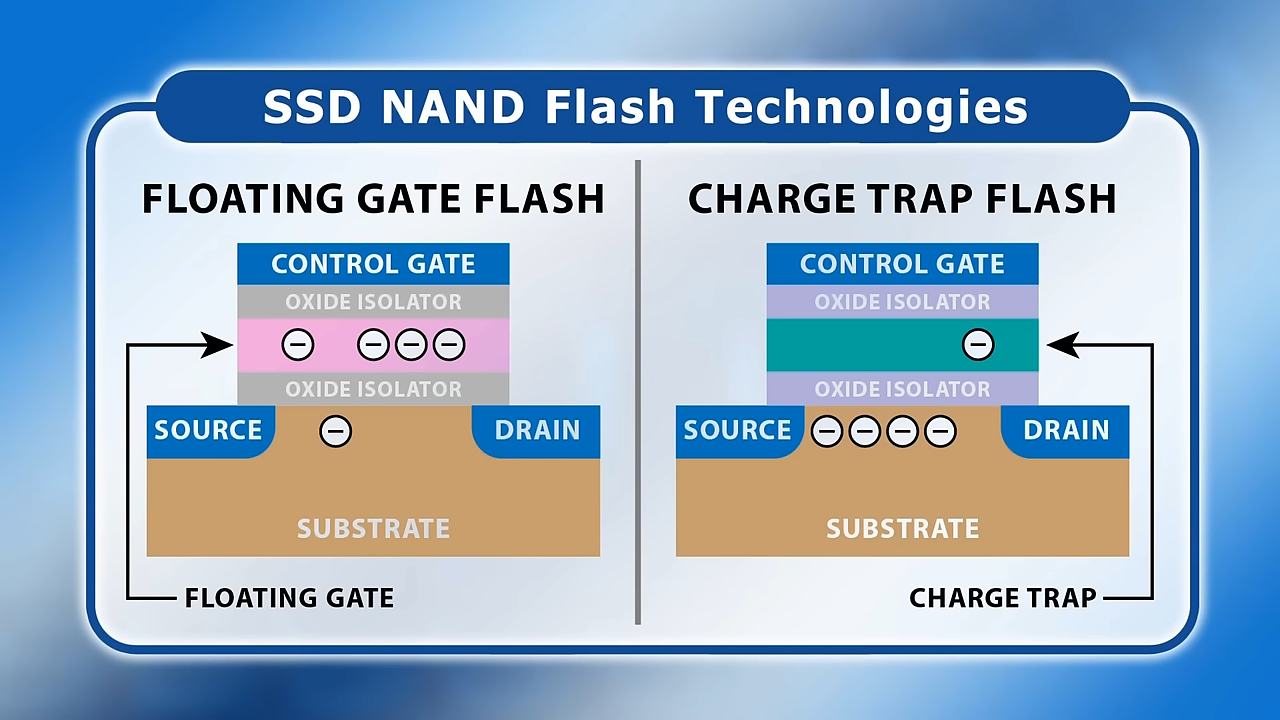 SSD NAND Flash Technologies
FLOATING GATE FLASH
CONTROL GATE
OXIDE ISOLATOR
OXIDE ISOLATOR
SOURCE
DRAIN
SUBSTRATE
FLOATING GATE
CHARGE TRAP FLASH
CONTROL GATE
OXIDE ISOLATOR
OXIDE ISOLATOR
SOURCE
DRAIN
SUBSTRATE
CHARGE TRAP